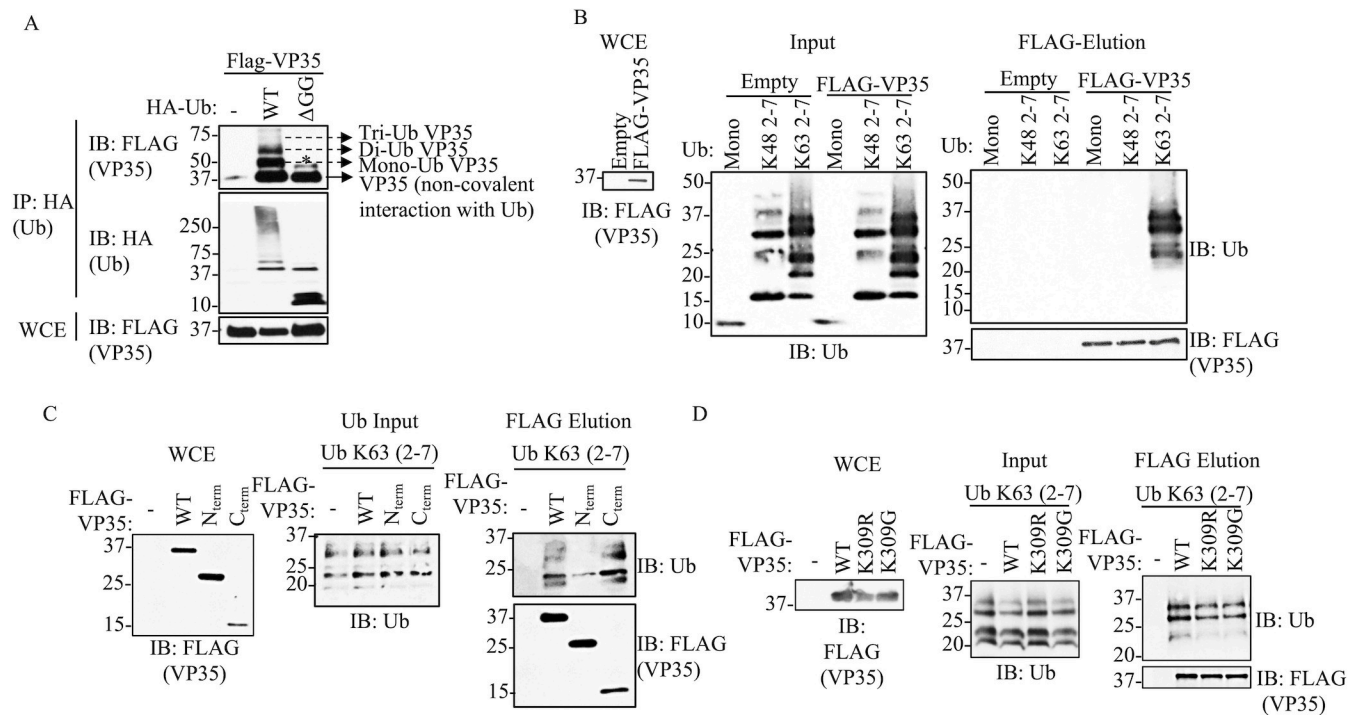 A
Flag-VP35
HA-Ub: - WT ΔGG
IP: HA
(Ub)
IB: FLAG
(VP35)
75
50
37
*
Tri-Ub VP35
Di-Ub VP35
Mono-Ub VP35
VP35 (non-covalent
interaction with Ub)
IB: HA
(Ub)
250
75
37
10
WCE
IB: FLAG
(VP35)
37
B
WCE
Empty
FLAG-VP35
37
IB: FLAG
(VP35)
Input
Empty FLAG-VP35
Ub: Mono K48 2-7 K63 2-7 Mono K48 2-7 K63 2-7
50
37
25
20
15
10
IB: Ub
FLAG-Elution
Empty FLAG-VP35
Mono K48 2-7 K63 2-7 Mono K48 2-7 K63 2-7
50
37
25
20
15
10
IB: Ub
37
IB: FLAG
(VP35)
C
WCE
FLAG-
VP35: - WT Nterm Cterm
37
25
15
IB: FLAG
(VP35)
Ub Input
Ub K63 (2-7)
FLAG-
VP35: - WT Nterm Cterm
37
25
20
IB: Ub
FLAG Elution
Ub K63 (2-7)
FLAG-
VP35: - WT Nterm Cterm
37
25
IB: Ub
37
25
15
IB: FLAG
(VP35)
D
WCE
FLAG-
VP35: - WT K309R K309G
37
IB:
FLAG
(VP35)
Input
Ub K63 (2-7)
FLAG-
VP35: - WT K309R K309G
37
25
20
IB: Ub
FLAG Elution
Ub K63 (2-7)
FLAG-
VP35: - WT K309R K309G
37
25
20
IB: Ub
37
IB: FLAG
(VP35)